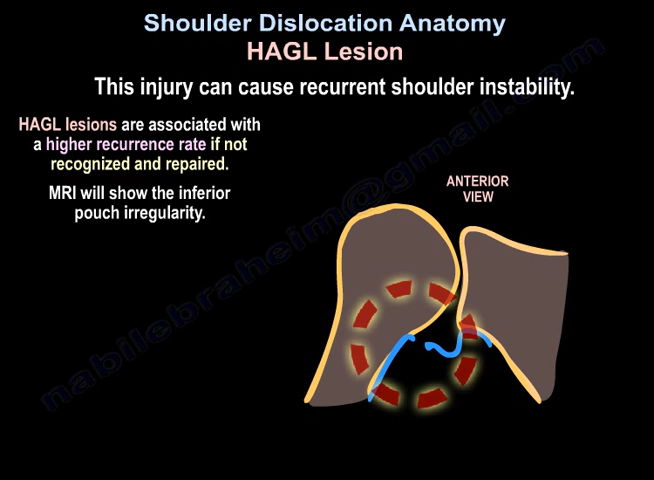 Shoulder Dislocation Anatomy
HAGL Lesion
This injury can cause recurrent shoulder instability.
HAGL lesions are associated with
a higher recurrence rate if not
recognized and repaired.
MRI will show the inferior
pouch irregularity.
ANTERIOR
VIEW
nabilebraheim@gmail.com